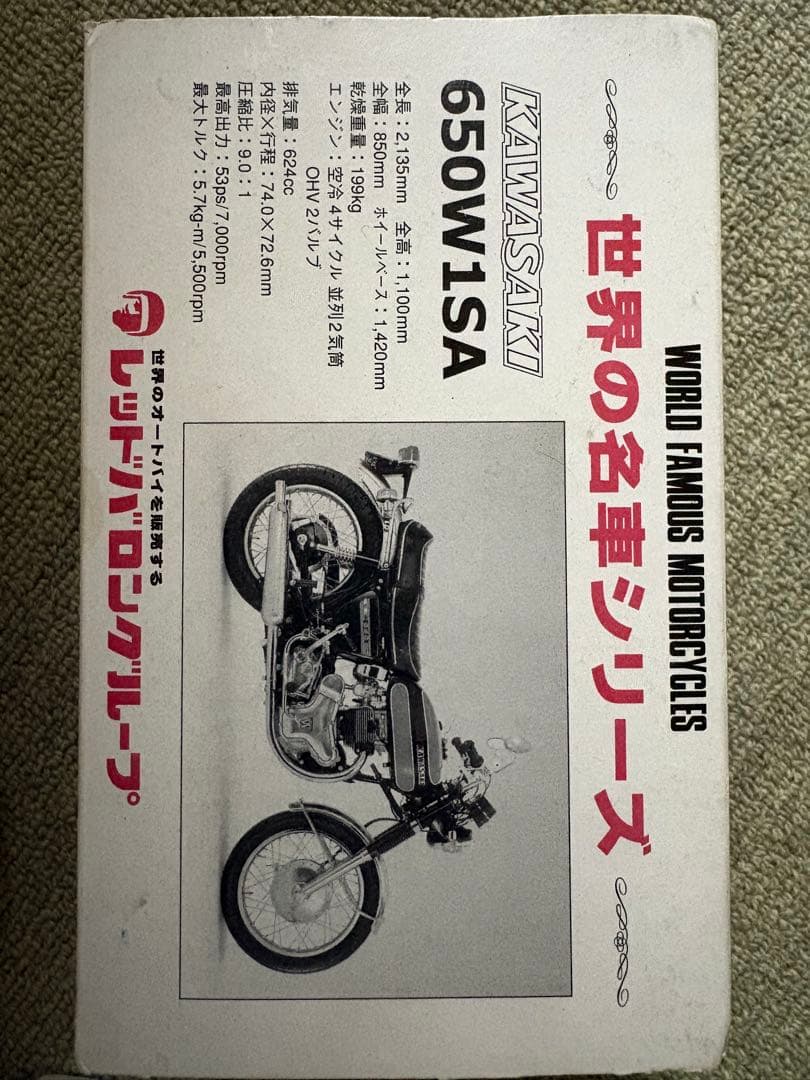 WORLD FAMOUS MOTORCYCLES
世界の名車シリーズ
KAWASAKI
650W1SA
全長：2,135mm 全高：1,100mm
全幅：850mm ホイールベース：1,420mm
乾燥重量：199kg
エンジン：空冷4サイクル 並列2気筒
OHV 2バルブ
排気量：624cc
内径×行程：74.0×72.6mm
圧縮比：9.0：1
最高出力：53ps/7,000rpm
最大トルク：5.7kg-m/5,500rpm
KAWASAKI
世界のオートバイを販売する
レッドバロングループ